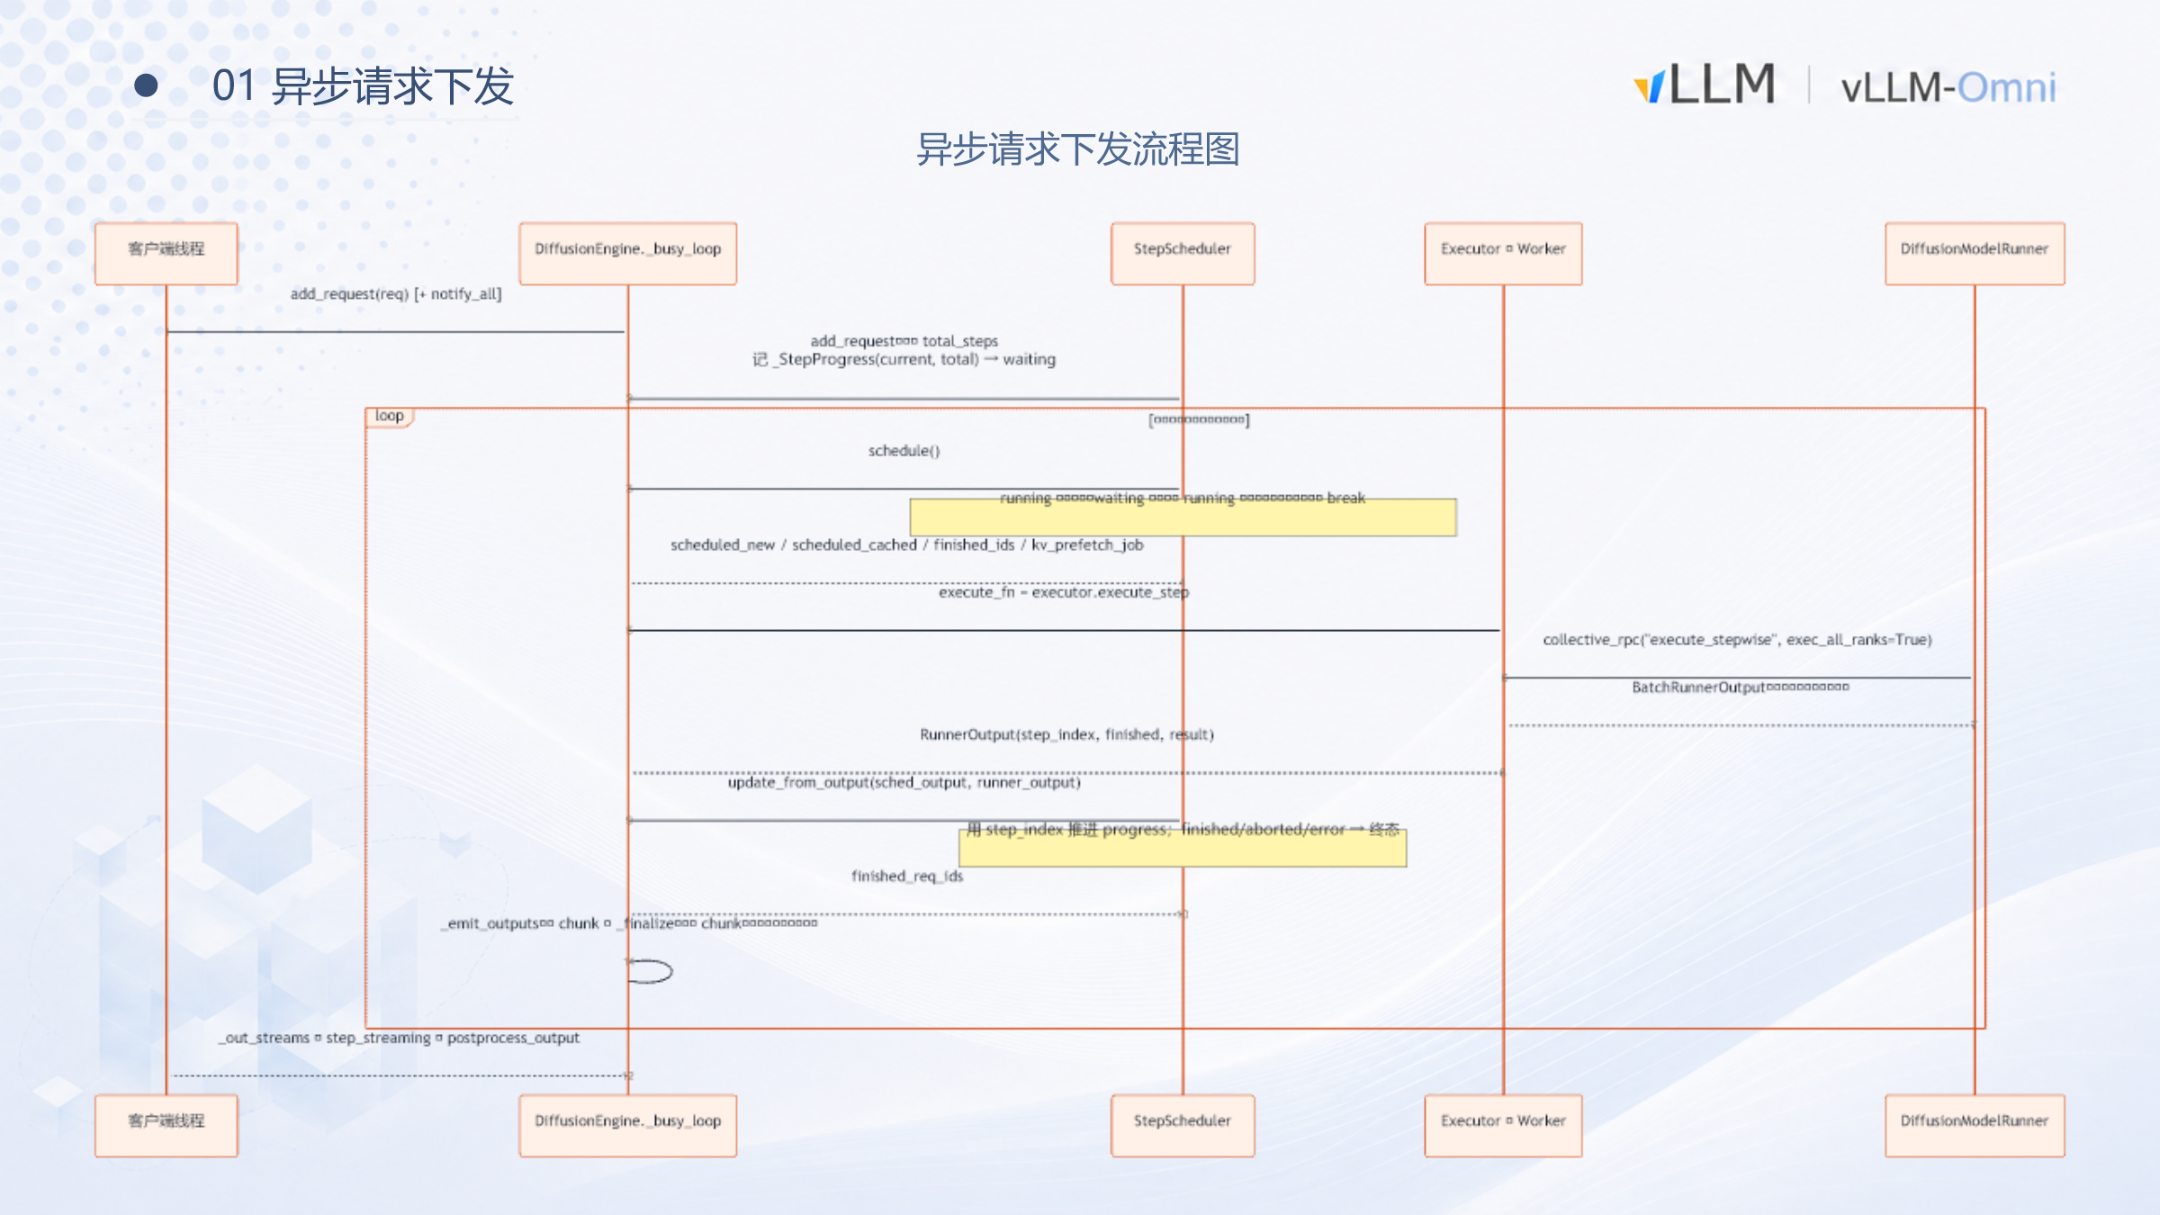 01 异步请求下发
vLLM | vLLM-Omni
异步请求下发流程图
客户端线程
DiffusionEngine._busy_loop
StepScheduler
Executor □ Worker
DiffusionModelRunner
add_request(req) [+ notify_all]
add_request□□□ total_steps
记 _StepProgress(current, total) → waiting
loop
[□□□□□□□□□□□□□]
schedule()
running □□□□□waiting □□□□ running □□□□□□□□□□□ break
scheduled_new / scheduled_cached / finished_ids / kv_prefetch_job
execute_fn = executor.execute_step
collective_rpc("execute_stepwise", exec_all_ranks=True)
BatchRunnerOutput□□□□□□□□□□□
RunnerOutput(step_index, finished, result)
update_from_output(sched_output, runner_output)
用 step_index 推进 progress; finished/aborted/error → 终态
finished_req_ids
_emit_outputs□□ chunk □ _finalize□□□ chunk□□□□□□□□□□
_out_streams □ step_streaming □ postprocess_output
12
客户端线程
DiffusionEngine._busy_loop
StepScheduler
Executor □ Worker
DiffusionModelRunner